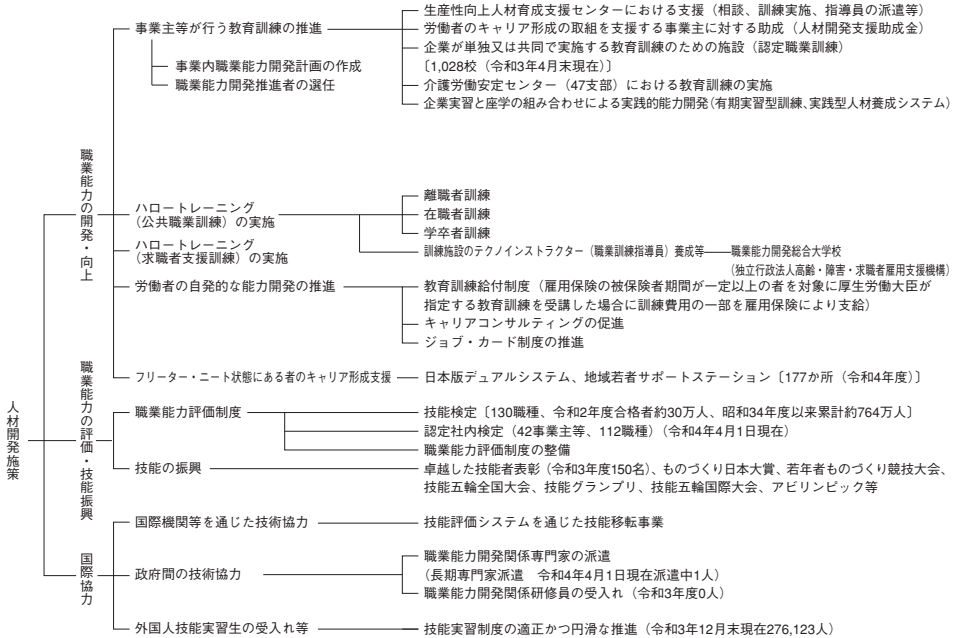 人材開発施策
職業能力の開発・向上
事業主等が行う教育訓練の推進
事業内職業能力開発計画の作成
職業能力開発推進者の選任
生産性向上人材育成支援センターにおける支援（相談、訓練実施、指導員の派遣等）
労働者のキャリア形成の取組を支援する事業主に対する助成（人材開発支援助成金）
企業が単独又は共同で実施する教育訓練のための施設（認定職業訓練）
〔1,028校（令和3年4月末現在）〕
介護労働安定センター（47支部）における教育訓練の実施
企業実習と座学の組み合わせによる実践的能力開発（有期実習型訓練、実践型人材養成システム）
ハロートレーニング
（公共職業訓練）の実施
離職者訓練
在職者訓練
学卒者訓練
訓練施設のテクノインストラクター（職業訓練指導員）養成等
職業能力開発総合大学校
（独立行政法人高齢・障害・求職者雇用支援機構）
ハロートレーニング
（求職者支援訓練）の実施
労働者の自発的な能力開発の推進
教育訓練給付制度（雇用保険の被保険者期間が一定以上の者を対象に厚生労働大臣が
指定する教育訓練を受講した場合に訓練費用の一部を雇用保険により支給）
キャリアコンサルティングの促進
ジョブ・カード制度の推進
フリーター・ニート状態にある者のキャリア形成支援
日本版デュアルシステム、地域若者サポートステーション〔177か所（令和4年度）〕
職業能力の評価・技能振興
職業能力評価制度
技能検定〔130職種、令和2年度合格者約30万人、昭和34年度以来累計約764万人〕
認定社内検定（42事業主等、112職種）（令和4年4月1日現在）
職業能力評価制度の整備
技能の振興
卓越した技能者表彰（令和3年度150名）、ものづくり日本大賞、若年者ものづくり競技大会、
技能五輪全国大会、技能グランプリ、技能五輪国際大会、アビリンピック等
国際協力
国際機関等を通じた技術協力
技能評価システムを通じた技能移転事業
政府間の技術協力
職業能力開発関係専門家の派遣
（長期専門家派遣　令和4年4月1日現在派遣中1人）
職業能力開発関係研修員の受入れ（令和3年度0人）
外国人技能実習生の受入れ等
技能実習制度の適正かつ円滑な推進（令和3年12月末現在276,123人）